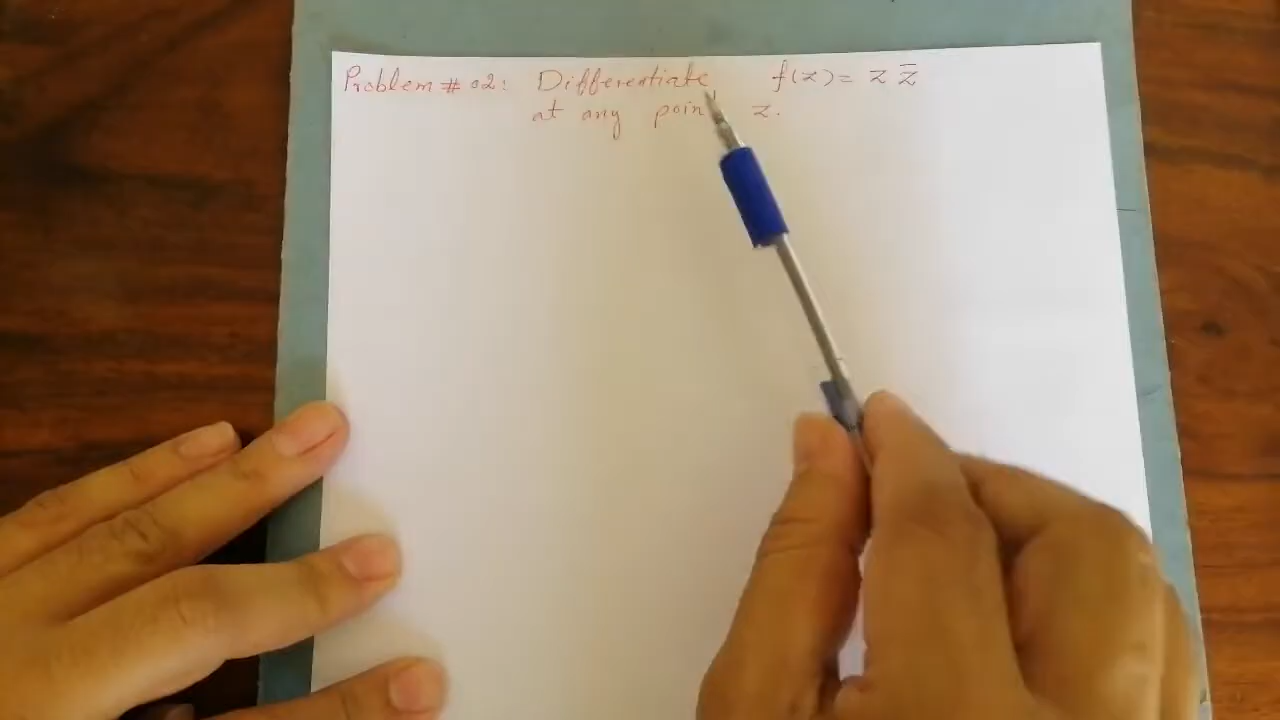 Problem # 02: Differentiate f(z) = z z̄
at any point z.